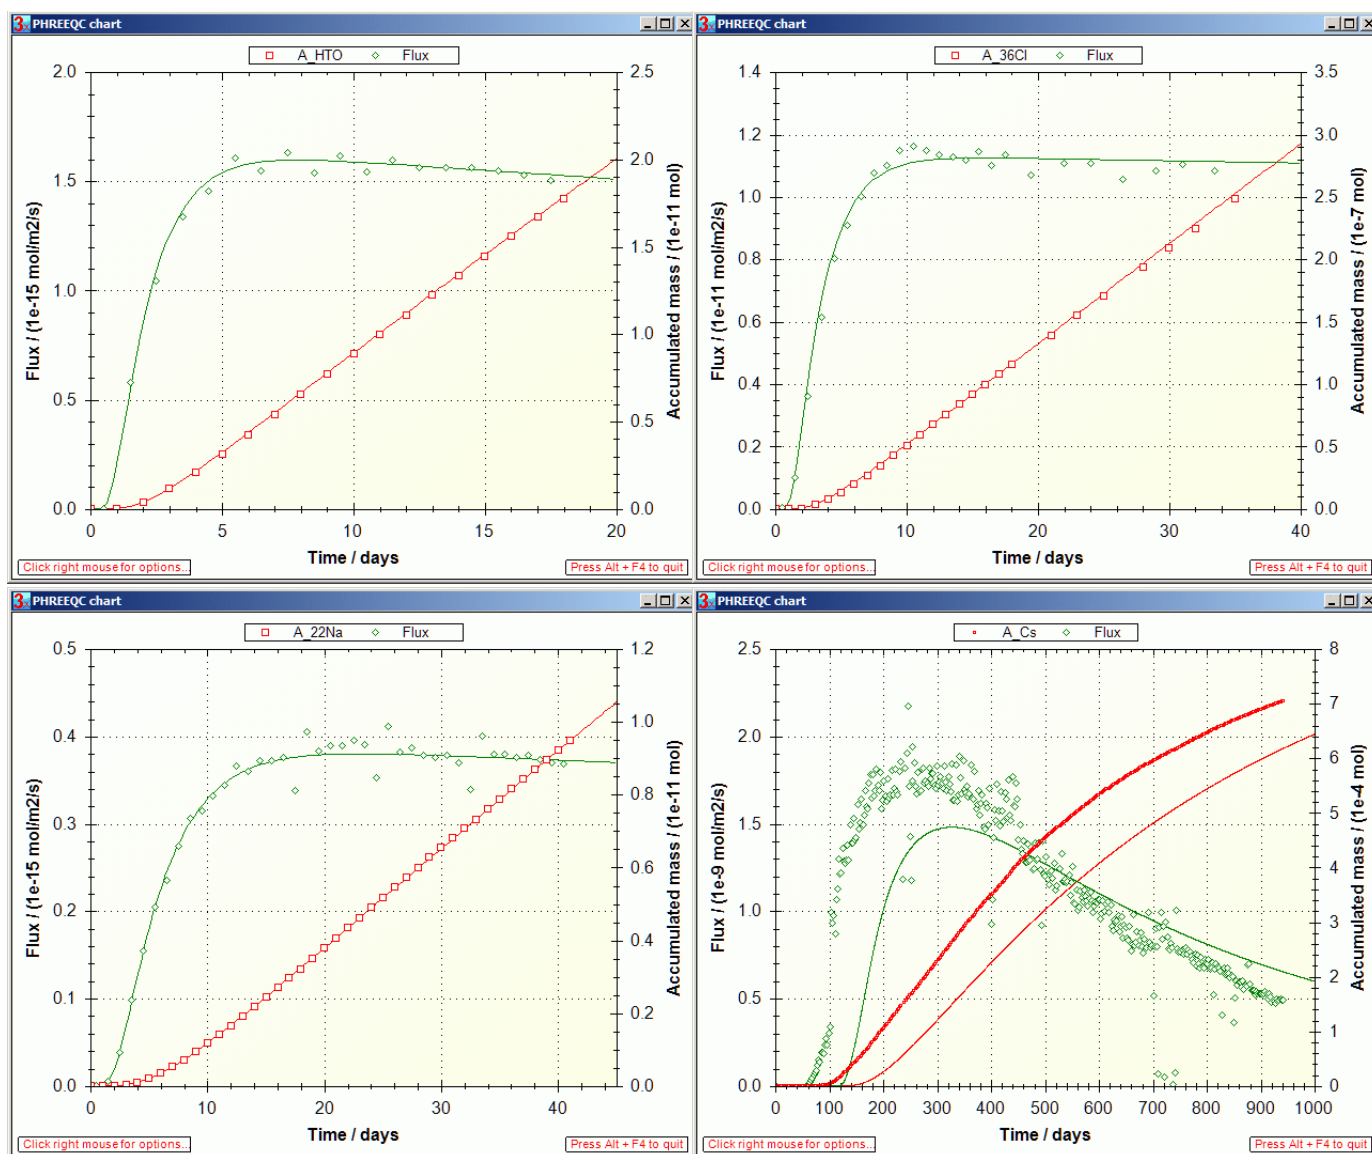 PHREEQC chart
A_HTO Flux
2.0
1.5
1.0
0.5
0.0
Flux / (1e-15 mol/m2/s)
2.5
2.0
1.5
1.0
0.5
0.0
Accumulated mass / (1e-11 mol)
0 5 10 15 20
Time / days
Click right mouse for options...
Press Alt + F4 to quit
PHREEQC chart
A_36Cl Flux
1.4
1.2
1.0
0.8
0.6
0.4
0.2
0.0
Flux / (1e-11 mol/m2/s)
3.5
3.0
2.5
2.0
1.5
1.0
0.5
0.0
Accumulated mass / (1e-7 mol)
0 10 20 30 40
Time / days
Click right mouse for options...
Press Alt + F4 to quit
PHREEQC chart
A_22Na Flux
0.5
0.4
0.3
0.2
0.1
0.0
Flux / (1e-15 mol/m2/s)
1.2
1.0
0.8
0.6
0.4
0.2
0.0
Accumulated mass / (1e-11 mol)
0 10 20 30 40
Time / days
Click right mouse for options...
Press Alt + F4 to quit
PHREEQC chart
A_Cs Flux
2.5
2.0
1.5
1.0
0.5
0.0
Flux / (1e-9 mol/m2/s)
8
7
6
5
4
3
2
1
0
Accumulated mass / (1e-4 mol)
0 100 200 300 400 500 600 700 800 900 1000
Time / days
Click right mouse for options...
Press Alt + F4 to quit